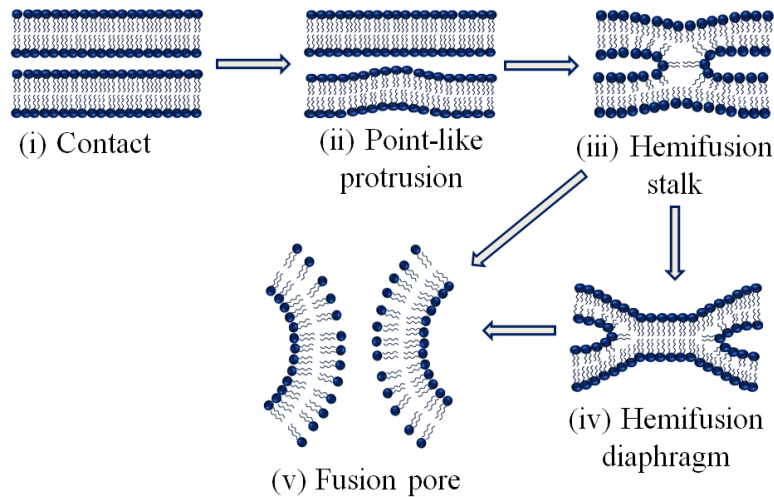 (i) Contact
(ii) Point-like
protrusion
(iii) Hemifusion
stalk
(iv) Hemifusion
diaphragm
(v) Fusion pore